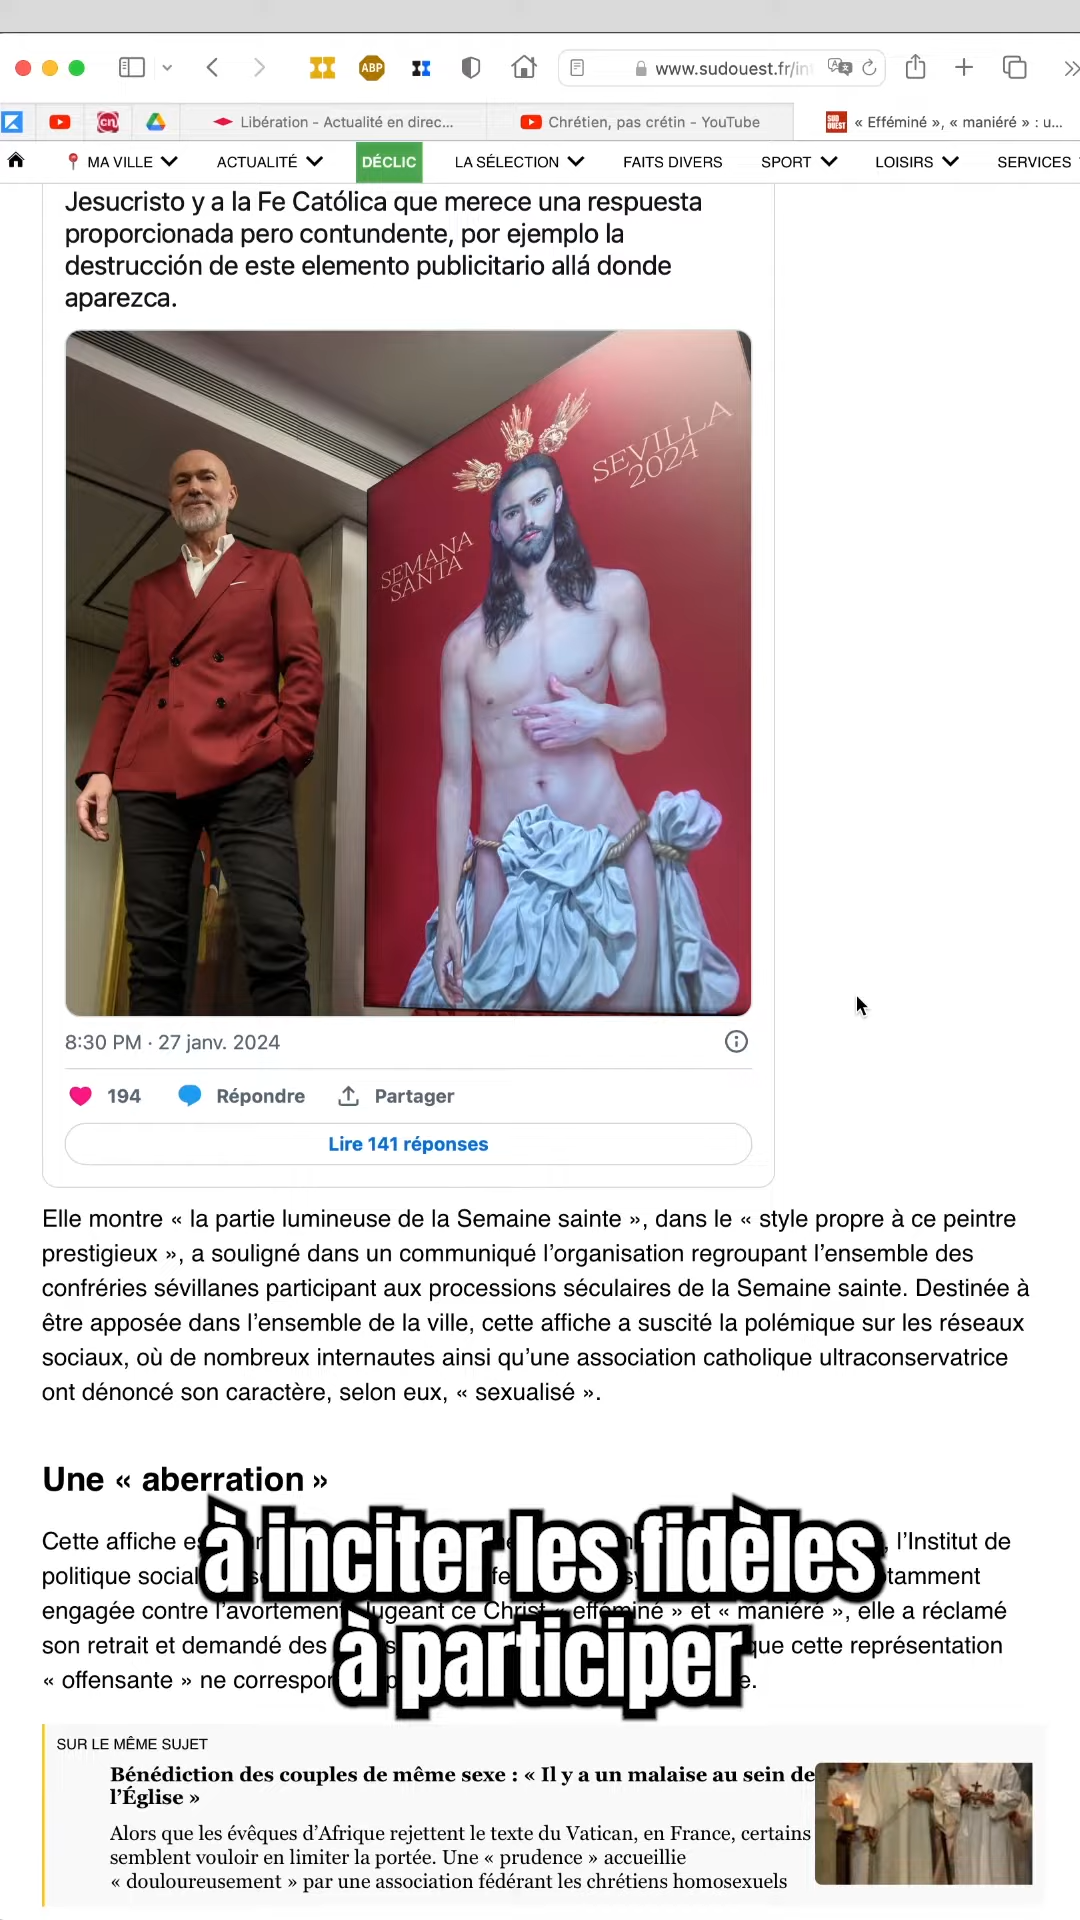 ABP
www.sudouest.fr/in
cn
Libération - Actualité en direc...
Chrétien, pas crétin - YouTube
SUD OUEST
« Efféminé », « maniéré » : u...
MA VILLE
ACTUALITÉ
DÉCLIC
LA SÉLECTION
FAITS DIVERS
SPORT
LOISIRS
SERVICES
Jesucristo y a la Fe Católica que merece una respuesta
proporcionada pero contundente, por ejemplo la
destrucción de este elemento publicitario allá donde
aparezca.
SEVILLA
2024
SEMANA
SANTA
8:30 PM · 27 janv. 2024
194
Répondre
Partager
Lire 141 réponses
Elle montre « la partie lumineuse de la Semaine sainte », dans le « style propre à ce peintre
prestigieux », a souligné dans un communiqué l’organisation regroupant l’ensemble des
confréries sévillanes participant aux processions séculaires de la Semaine sainte. Destinée à
être apposée dans l’ensemble de la ville, cette affiche a suscité la polémique sur les réseaux
sociaux, où de nombreux internautes ainsi qu’une association catholique ultraconservatrice
ont dénoncé son caractère, selon eux, « sexualisé ».
Une « aberration »
Cette affiche l’Institut de
politique
engagée contre l’avortement jugeant ce Christ « efféminé » et « maniéré », elle a réclamé
son retrait et demandé des que cette représentation
« offensante » ne
à inciter les fidèles
à participer
SUR LE MÊME SUJET
Bénédiction des couples de même sexe : « Il y a un malaise au sein de
l’Église »
Alors que les évêques d’Afrique rejettent le texte du Vatican, en France, certains
semblent vouloir en limiter la portée. Une « prudence » accueillie
« douloureusement » par une association fédérant les chrétiens homosexuels